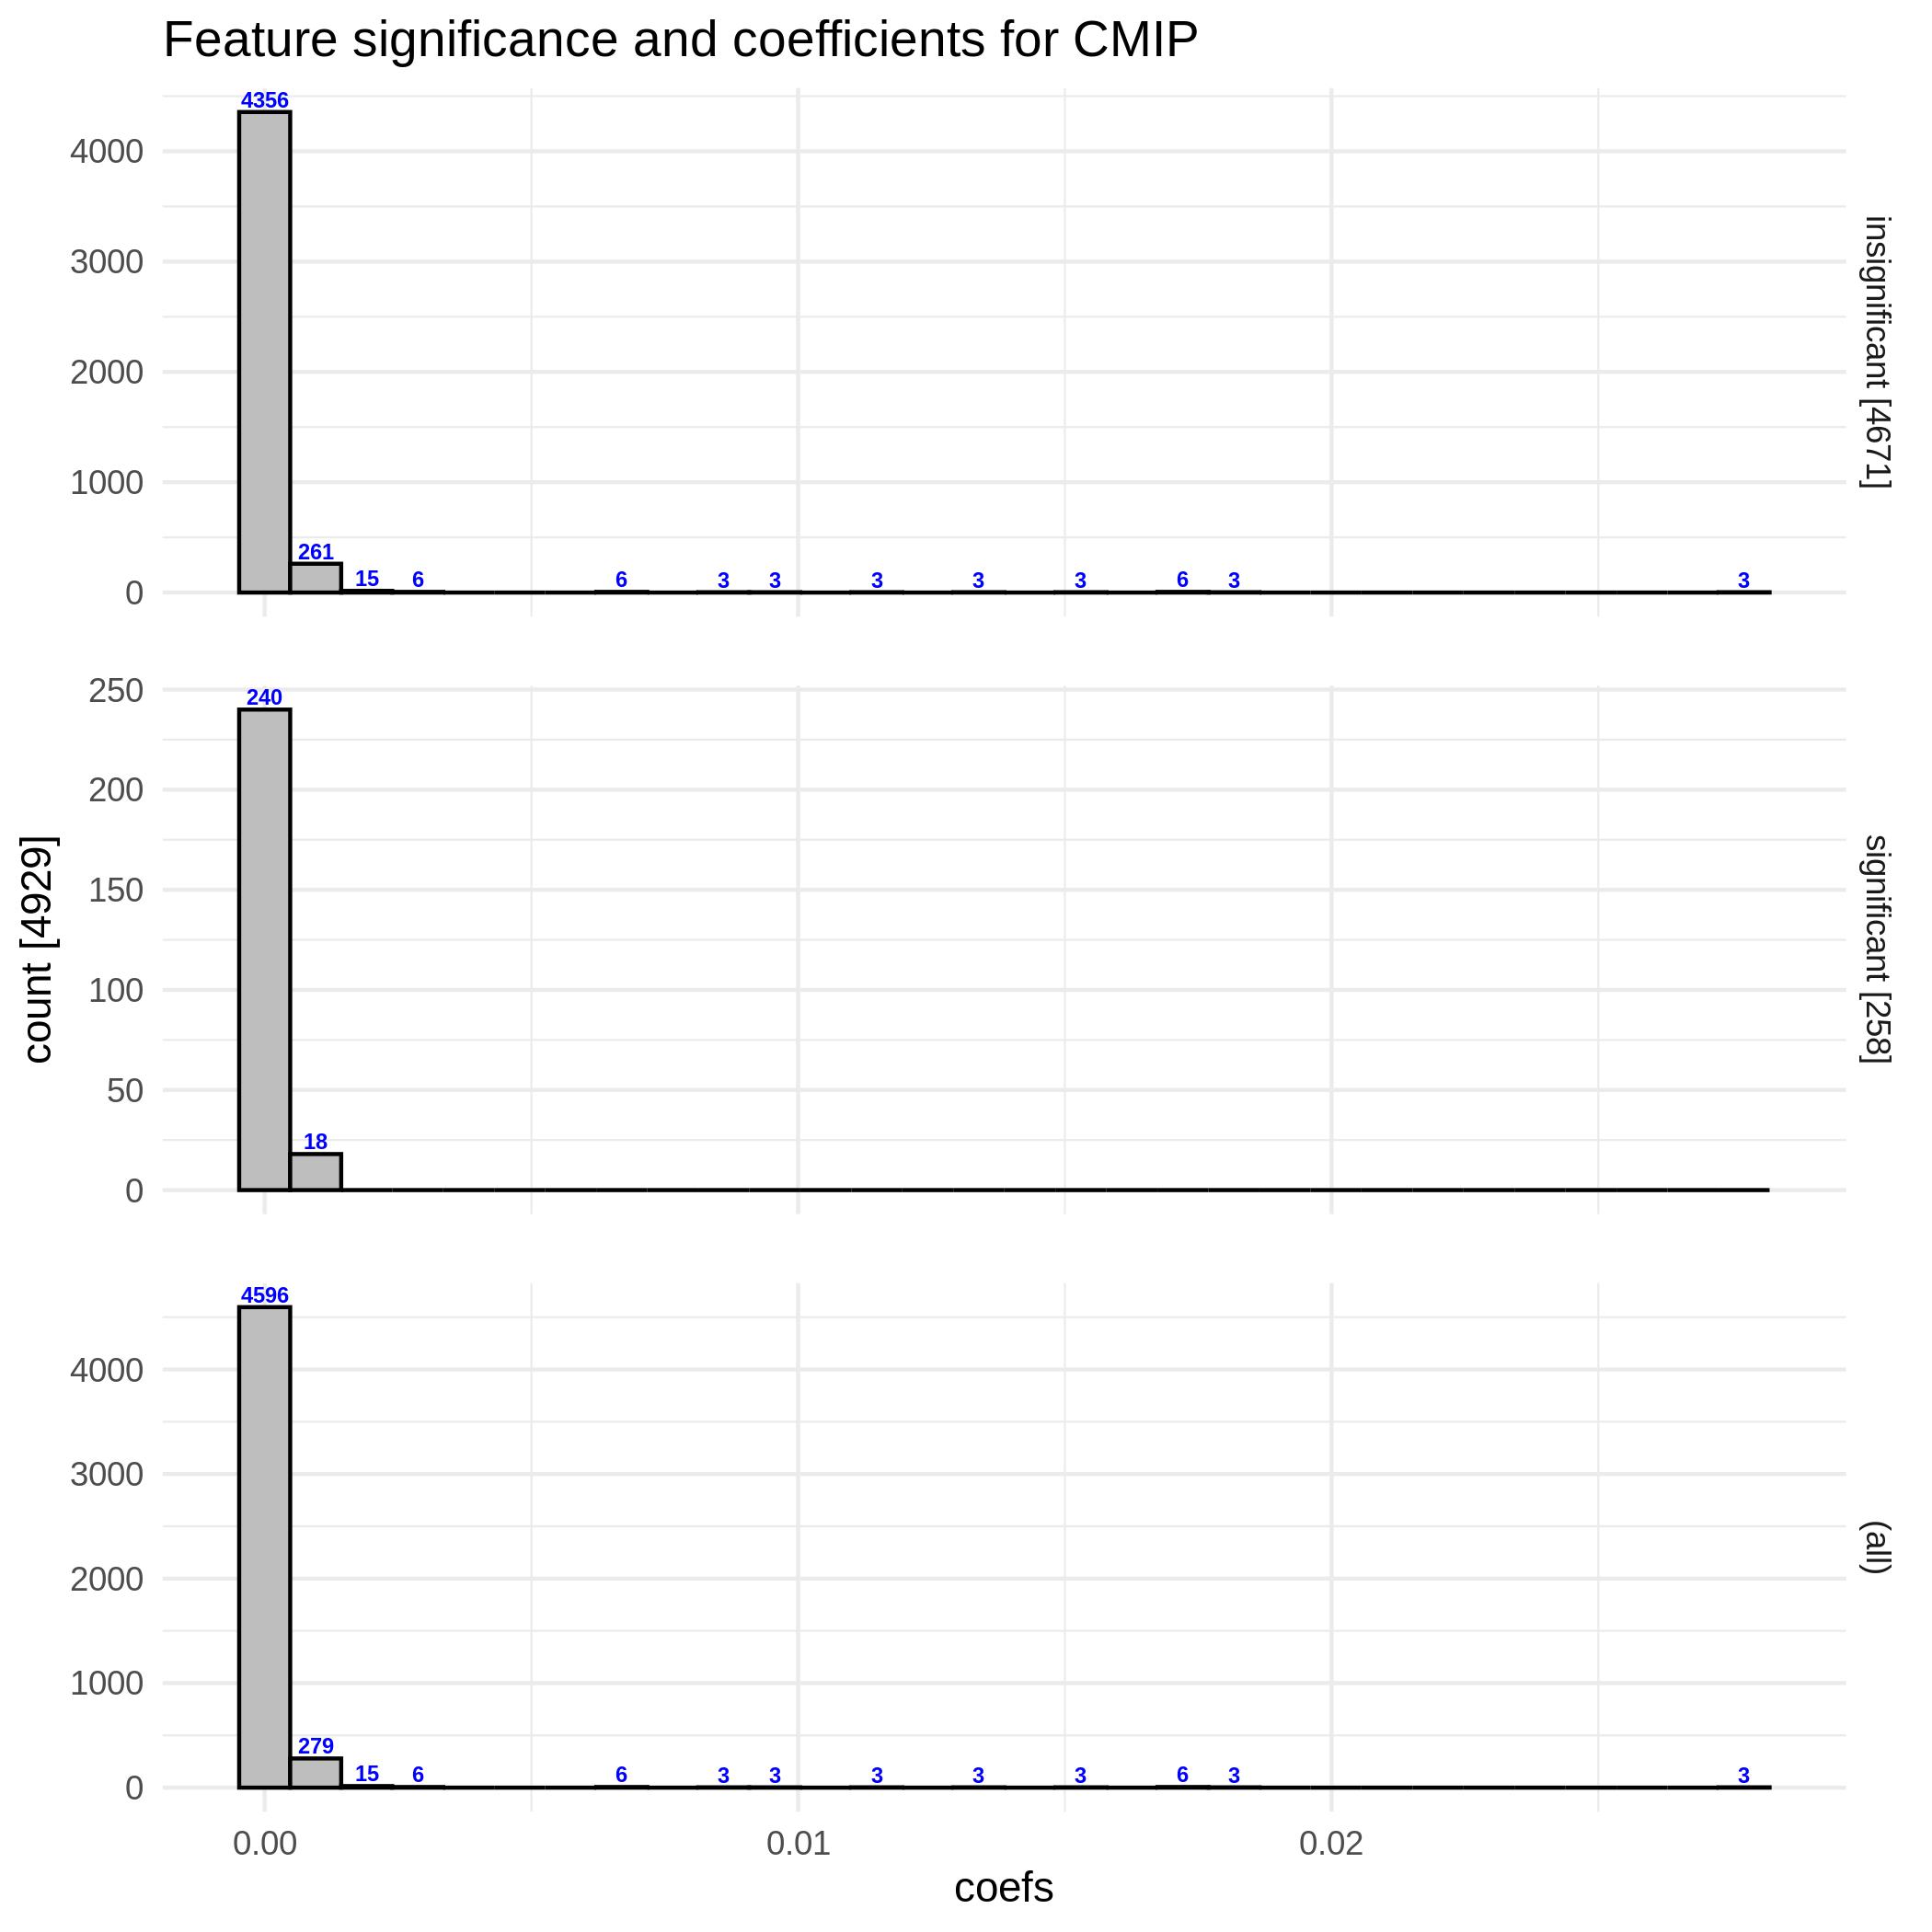 Feature significance and coefficients for CMIP
4356
4000
3000
2000
1000
261
15 6 6 3 3 3 3 3 6 3 3
0
insignificant [4671]
250
240
200
150
100
50
18
0
significant [258]
count [4929]
4596
4000
3000
2000
1000
279
15 6 6 3 3 3 3 3 6 3 3
0
(all)
0.00 0.01 0.02
coefs